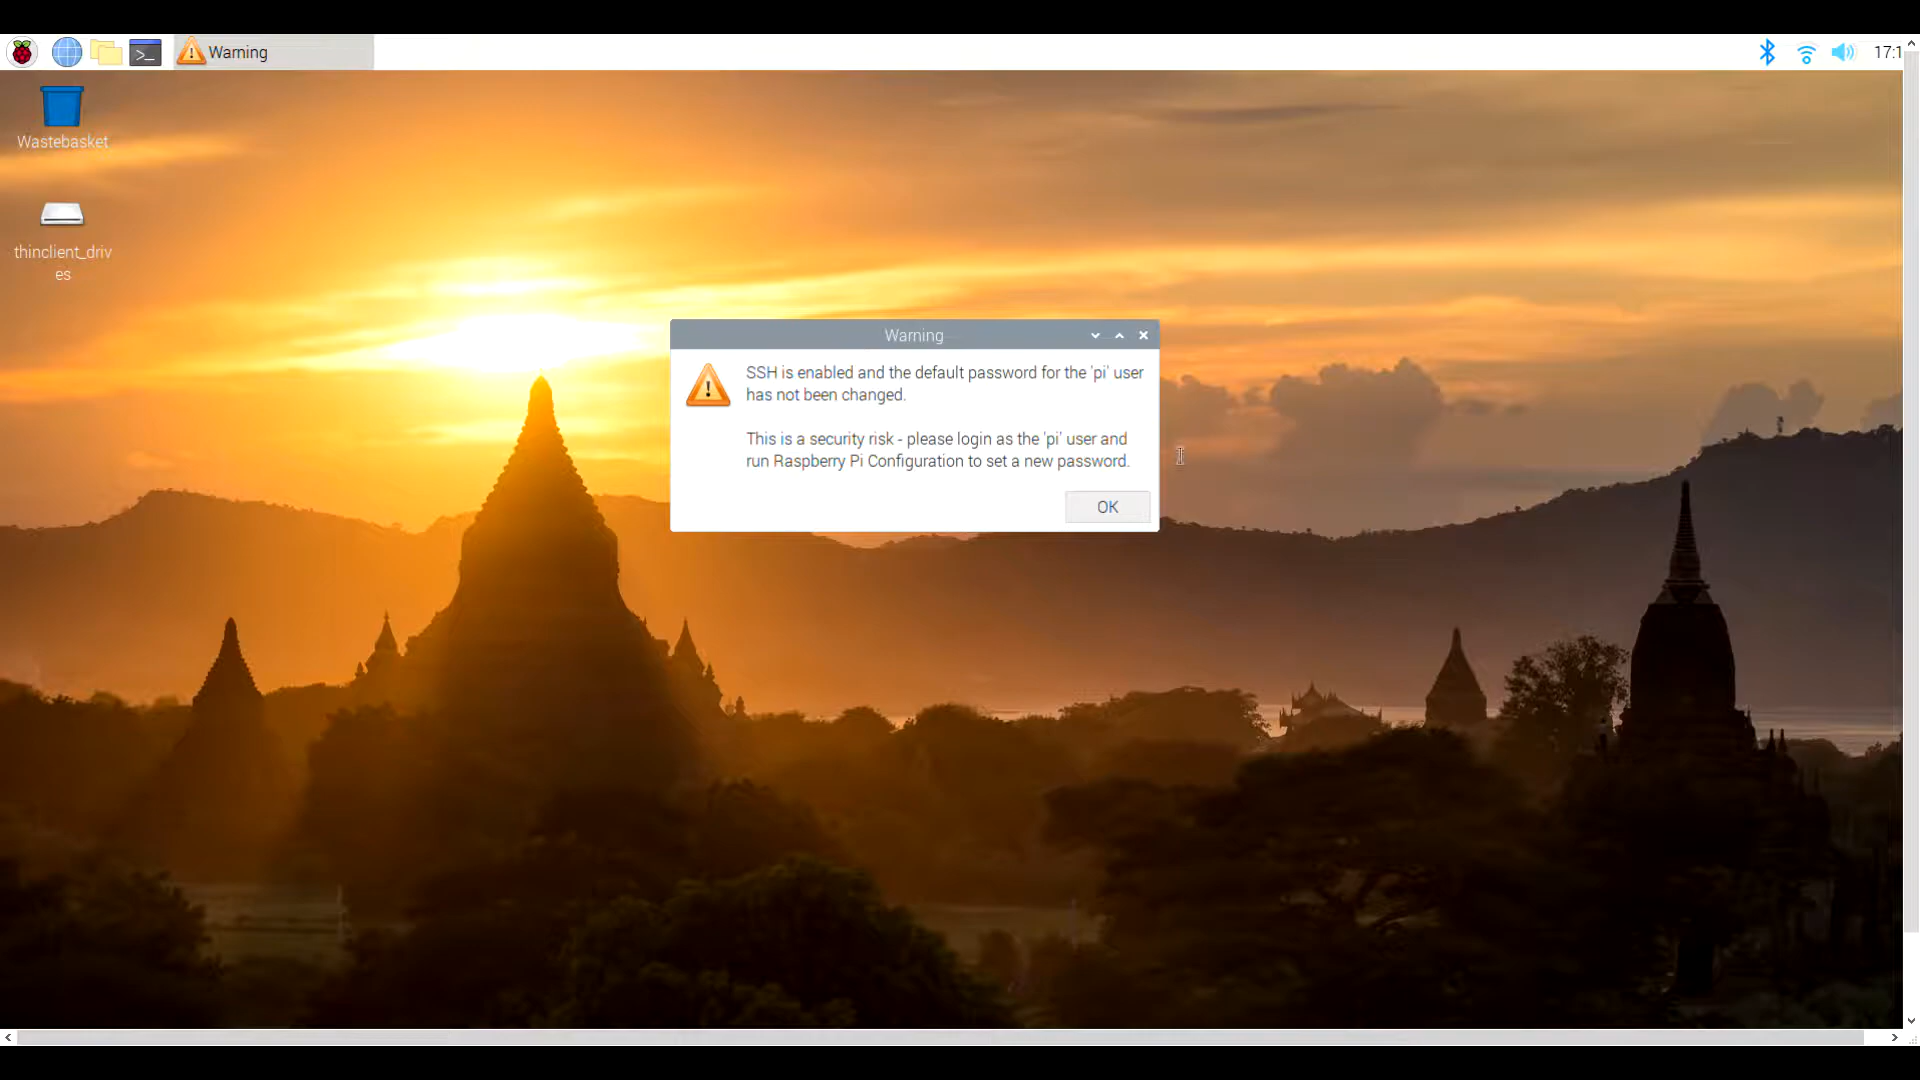 Warning
17:1
Wastebasket
thinclient_driv
es
Warning
SSH is enabled and the default password for the 'pi' user
has not been changed.
This is a security risk - please login as the 'pi' user and
run Raspberry Pi Configuration to set a new password.
OK